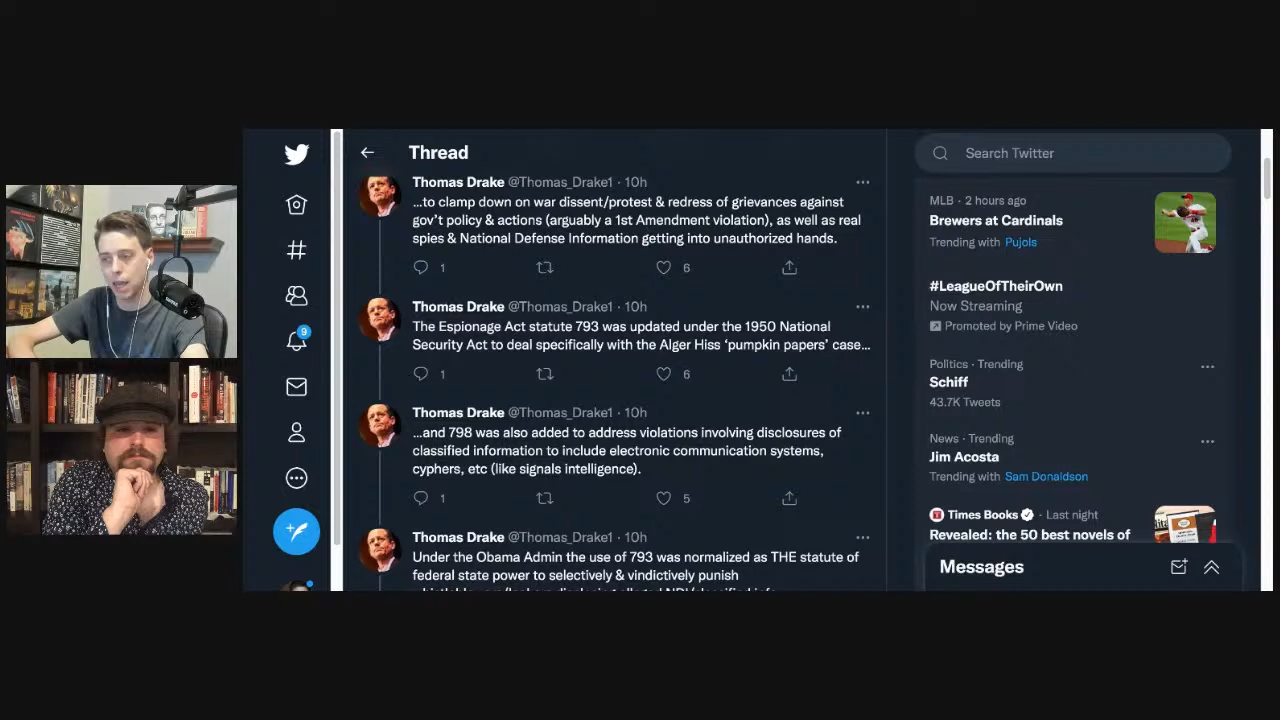 Thread
Thomas Drake @Thomas_Drake1 · 10h
...to clamp down on war dissent/protest & redress of grievances against
gov't policy & actions (arguably a 1st Amendment violation), as well as real
spies & National Defense Information getting into unauthorized hands.
1 6
Thomas Drake @Thomas_Drake1 · 10h
The Espionage Act statute 793 was updated under the 1950 National
Security Act to deal specifically with the Alger Hiss 'pumpkin papers' case...
1 6
Thomas Drake @Thomas_Drake1 · 10h
...and 798 was also added to address violations involving disclosures of
classified information to include electronic communication systems,
cyphers, etc (like signals intelligence).
1 5
Thomas Drake @Thomas_Drake1 · 10h
Under the Obama Admin the use of 793 was normalized as THE statute of
federal state power to selectively & vindictively punish
9
Search Twitter
MLB · 2 hours ago
Brewers at Cardinals
Trending with Pujols
#LeagueOfTheirOwn
Now Streaming
Promoted by Prime Video
Politics · Trending
Schiff
43.7K Tweets
News · Trending
Jim Acosta
Trending with Sam Donaldson
Times Books · Last night
Revealed: the 50 best novels of
Messages